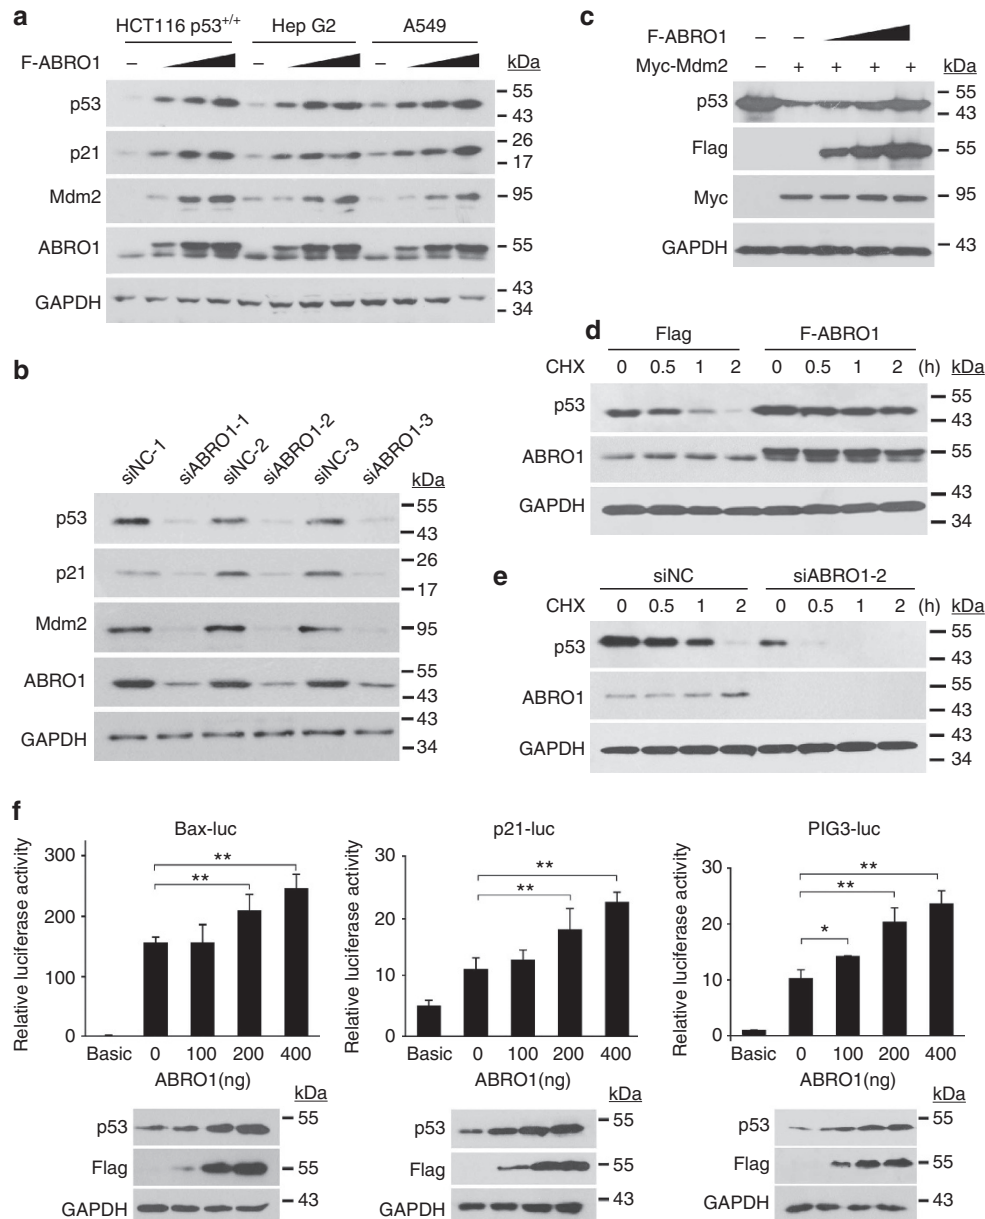 a
HCT116 p53+/+ Hep G2 A549
F-ABRO1 – – – kDa
p53 55
43
p21 26
17
Mdm2 95
ABRO1 55
GAPDH 43
34
b
siNC-1 siABRO1-1 siNC-2 siABRO1-2 siNC-3 siABRO1-3 kDa
p53 55
43
p21 26
17
Mdm2 95
ABRO1 55
43
GAPDH 43
34
c
F-ABRO1 – –
Myc-Mdm2 – + + + + kDa
p53 55
43
Flag 55
Myc 95
GAPDH 43
d
Flag F-ABRO1
CHX 0 0.5 1 2 0 0.5 1 2 (h) kDa
p53 55
43
ABRO1 55
GAPDH 43
34
e
siNC siABRO1-2
CHX 0 0.5 1 2 0 0.5 1 2 (h) kDa
p53 55
43
ABRO1 55
43
GAPDH 43
34
f
Bax-luc
Relative luciferase activity
300
200
100
0
** 
**
Basic 0 100 200 400
ABRO1(ng)
kDa
p53 55
Flag 55
GAPDH 43
p21-luc
Relative luciferase activity
30
20
10
0
**
**
Basic 0 100 200 400
ABRO1(ng)
kDa
p53 55
Flag 55
GAPDH 43
PIG3-luc
Relative luciferase activity
30
20
10
0
**
**
*
Basic 0 100 200 400
ABRO1(ng)
kDa
p53 55
Flag 55
GAPDH 43